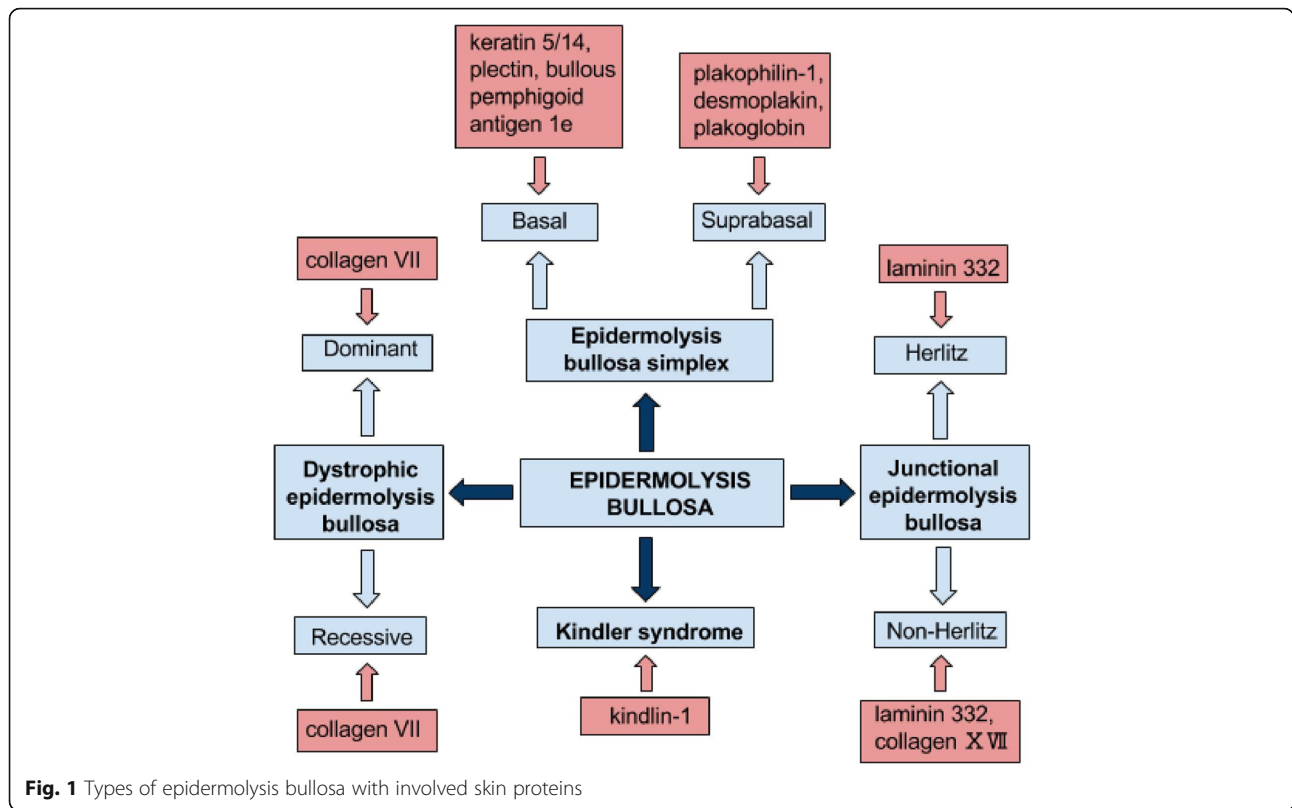 keratin 5/14,
plectin, bullous
pemphigoid
antigen 1e
plakophilin-1,
desmoplakin,
plakoglobin
Basal
Suprabasal
collagen VII
laminin 332
Dominant
Epidermolysis
bullosa simplex
Herlitz
Dystrophic
epidermolysis
bullosa
EPIDERMOLYSIS
BULLOSA
Junctional
epidermolysis
bullosa
Recessive
Kindler syndrome
Non-Herlitz
collagen VII
kindlin-1
laminin 332,
collagen XⅦ
Fig. 1 Types of epidermolysis bullosa with involved skin proteins